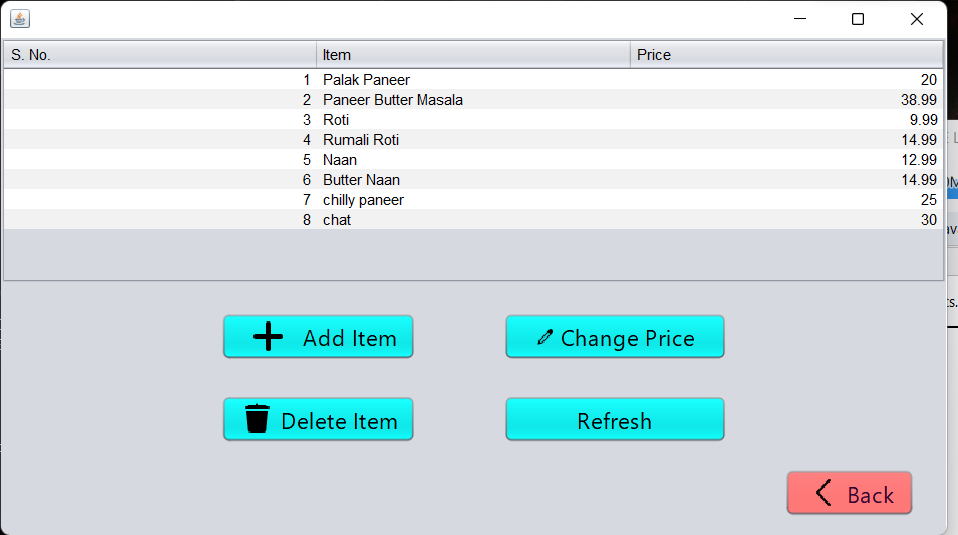 S. No. Item Price
1 Palak Paneer 20
2 Paneer Butter Masala 38.99
3 Roti 9.99
4 Rumali Roti 14.99
5 Naan 12.99
6 Butter Naan 14.99
7 chilly paneer 25
8 chat 30
Add Item Change Price
Delete Item Refresh
Back